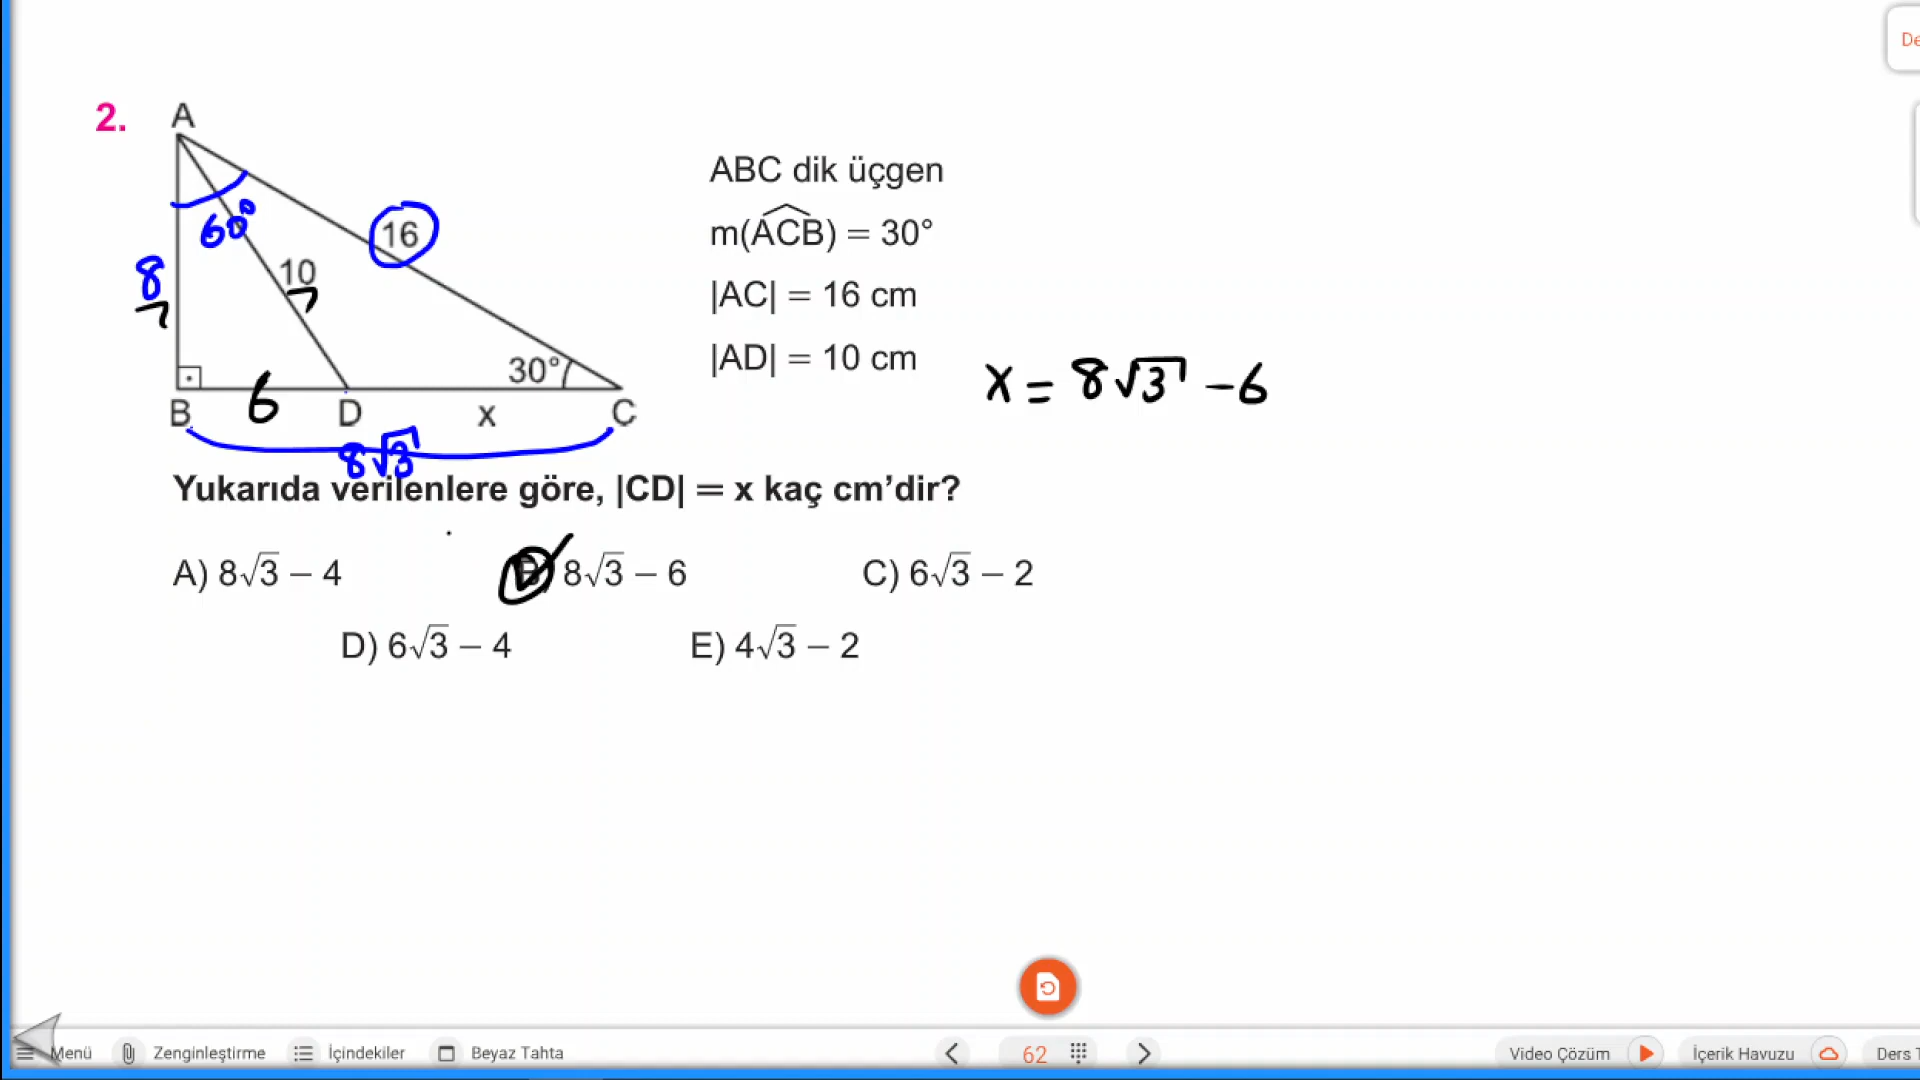 De
2.
A
60°
16
10
8
30°
B 6 D x C
8√3
ABC dik üçgen
m(ACB) = 30°
|AC| = 16 cm
|AD| = 10 cm
x = 8√3 - 6
Yukarıda verilenlere göre, |CD| = x kaç cm'dir?
A) 8√3 – 4 B) 8√3 – 6 C) 6√3 – 2
D) 6√3 – 4 E) 4√3 – 2
Menü Zenginleştirme İçindekiler Beyaz Tahta 62 Video Çözüm İçerik Havuzu Ders T